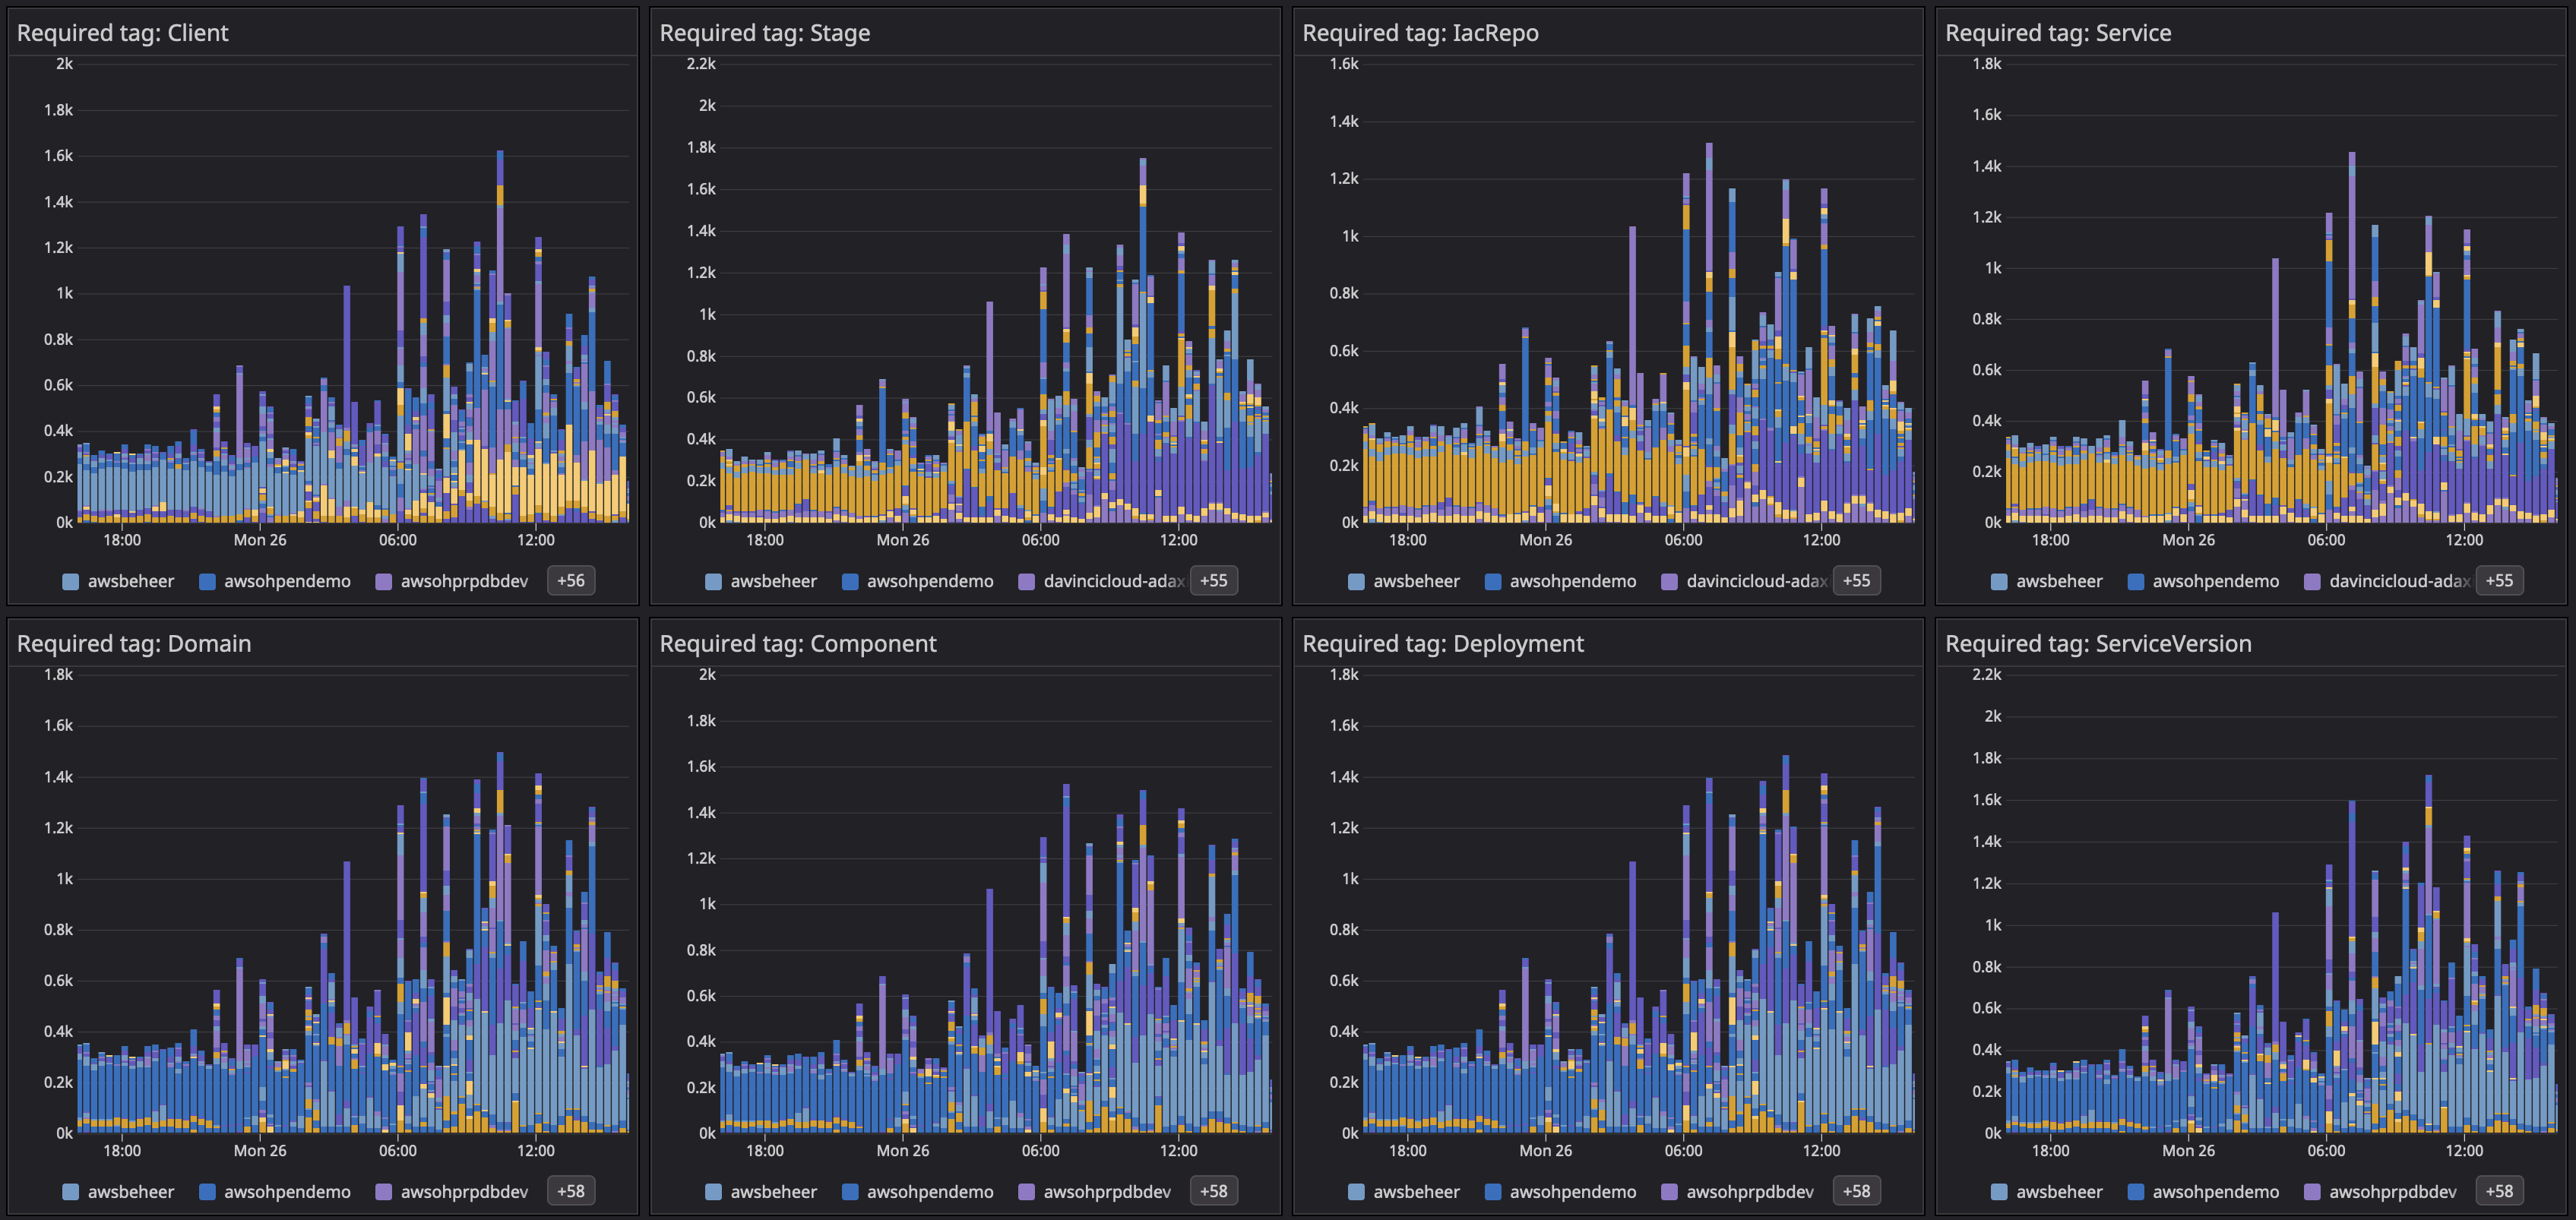 Required tag: Client
2k
1.8k
1.6k
1.4k
1.2k
1k
0.8k
0.6k
0.4k
0.2k
0k
18:00 Mon 26 06:00 12:00
awsbeheer awsohpendemo awsohprpdbdev +56
Required tag: Stage
2.2k
2k
1.8k
1.6k
1.4k
1.2k
1k
0.8k
0.6k
0.4k
0.2k
0k
18:00 Mon 26 06:00 12:00
awsbeheer awsohpendemo davincicloud-adax +55
Required tag: IacRepo
1.6k
1.4k
1.2k
1k
0.8k
0.6k
0.4k
0.2k
0k
18:00 Mon 26 06:00 12:00
awsbeheer awsohpendemo davincicloud-adax +55
Required tag: Service
1.8k
1.6k
1.4k
1.2k
1k
0.8k
0.6k
0.4k
0.2k
0k
18:00 Mon 26 06:00 12:00
awsbeheer awsohpendemo davincicloud-adax +55
Required tag: Domain
1.8k
1.6k
1.4k
1.2k
1k
0.8k
0.6k
0.4k
0.2k
0k
18:00 Mon 26 06:00 12:00
awsbeheer awsohpendemo awsohprpdbdev +58
Required tag: Component
2k
1.8k
1.6k
1.4k
1.2k
1k
0.8k
0.6k
0.4k
0.2k
0k
18:00 Mon 26 06:00 12:00
awsbeheer awsohpendemo awsohprpdbdev +58
Required tag: Deployment
1.8k
1.6k
1.4k
1.2k
1k
0.8k
0.6k
0.4k
0.2k
0k
18:00 Mon 26 06:00 12:00
awsbeheer awsohpendemo awsohprpdbdev +58
Required tag: ServiceVersion
2.2k
2k
1.8k
1.6k
1.4k
1.2k
1k
0.8k
0.6k
0.4k
0.2k
0k
18:00 Mon 26 06:00 12:00
awsbeheer awsohpendemo awsohprpdbdev +58